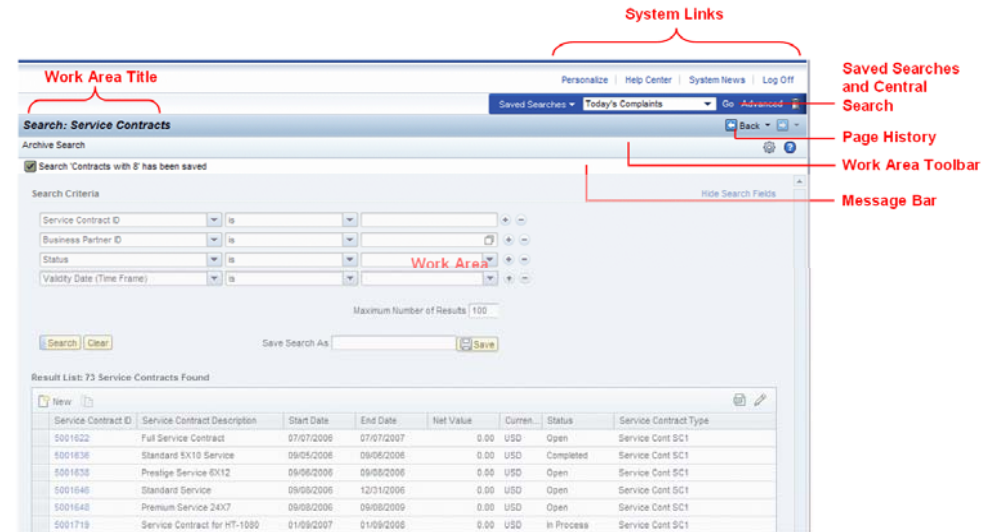 System Links
Work Area Title
Personalize | Help Center | System News | Log Off
Saved Searches and Central Search
Saved Searches Today's Complaints Go Advanced
Search: Service Contracts
Back
Page History
Archive Search
Work Area Toolbar
Search 'Contracts with 8' has been saved
Message Bar
Search Criteria
Hide Search Fields
Service Contract ID is
Business Partner ID is
Status is
Work Area
Validity Date (Time Frame) is
Maximum Number of Results 100
Search Clear Save Search As Save
Result List: 73 Service Contracts Found
New
Service Contract ID Service Contract Description Start Date End Date Net Value Curren... Status Service Contract Type
5001622 Full Service Contract 07/07/2006 07/07/2007 0.00 USD Open Service Cont SC1
5001636 Standard 5X10 Service 09/05/2006 09/06/2006 0.00 USD Completed Service Cont SC1
5001638 Prestige Service 6X12 09/06/2006 09/08/2006 0.00 USD Open Service Cont SC1
5001646 Standard Service 09/08/2006 12/31/2006 0.00 USD Open Service Cont SC1
5001648 Premium Service 24X7 09/08/2006 09/08/2009 0.00 USD Open Service Cont SC1
5001719 Service Contract for HT-1080 01/09/2007 01/09/2008 0.00 USD In Process Service Cont SC1